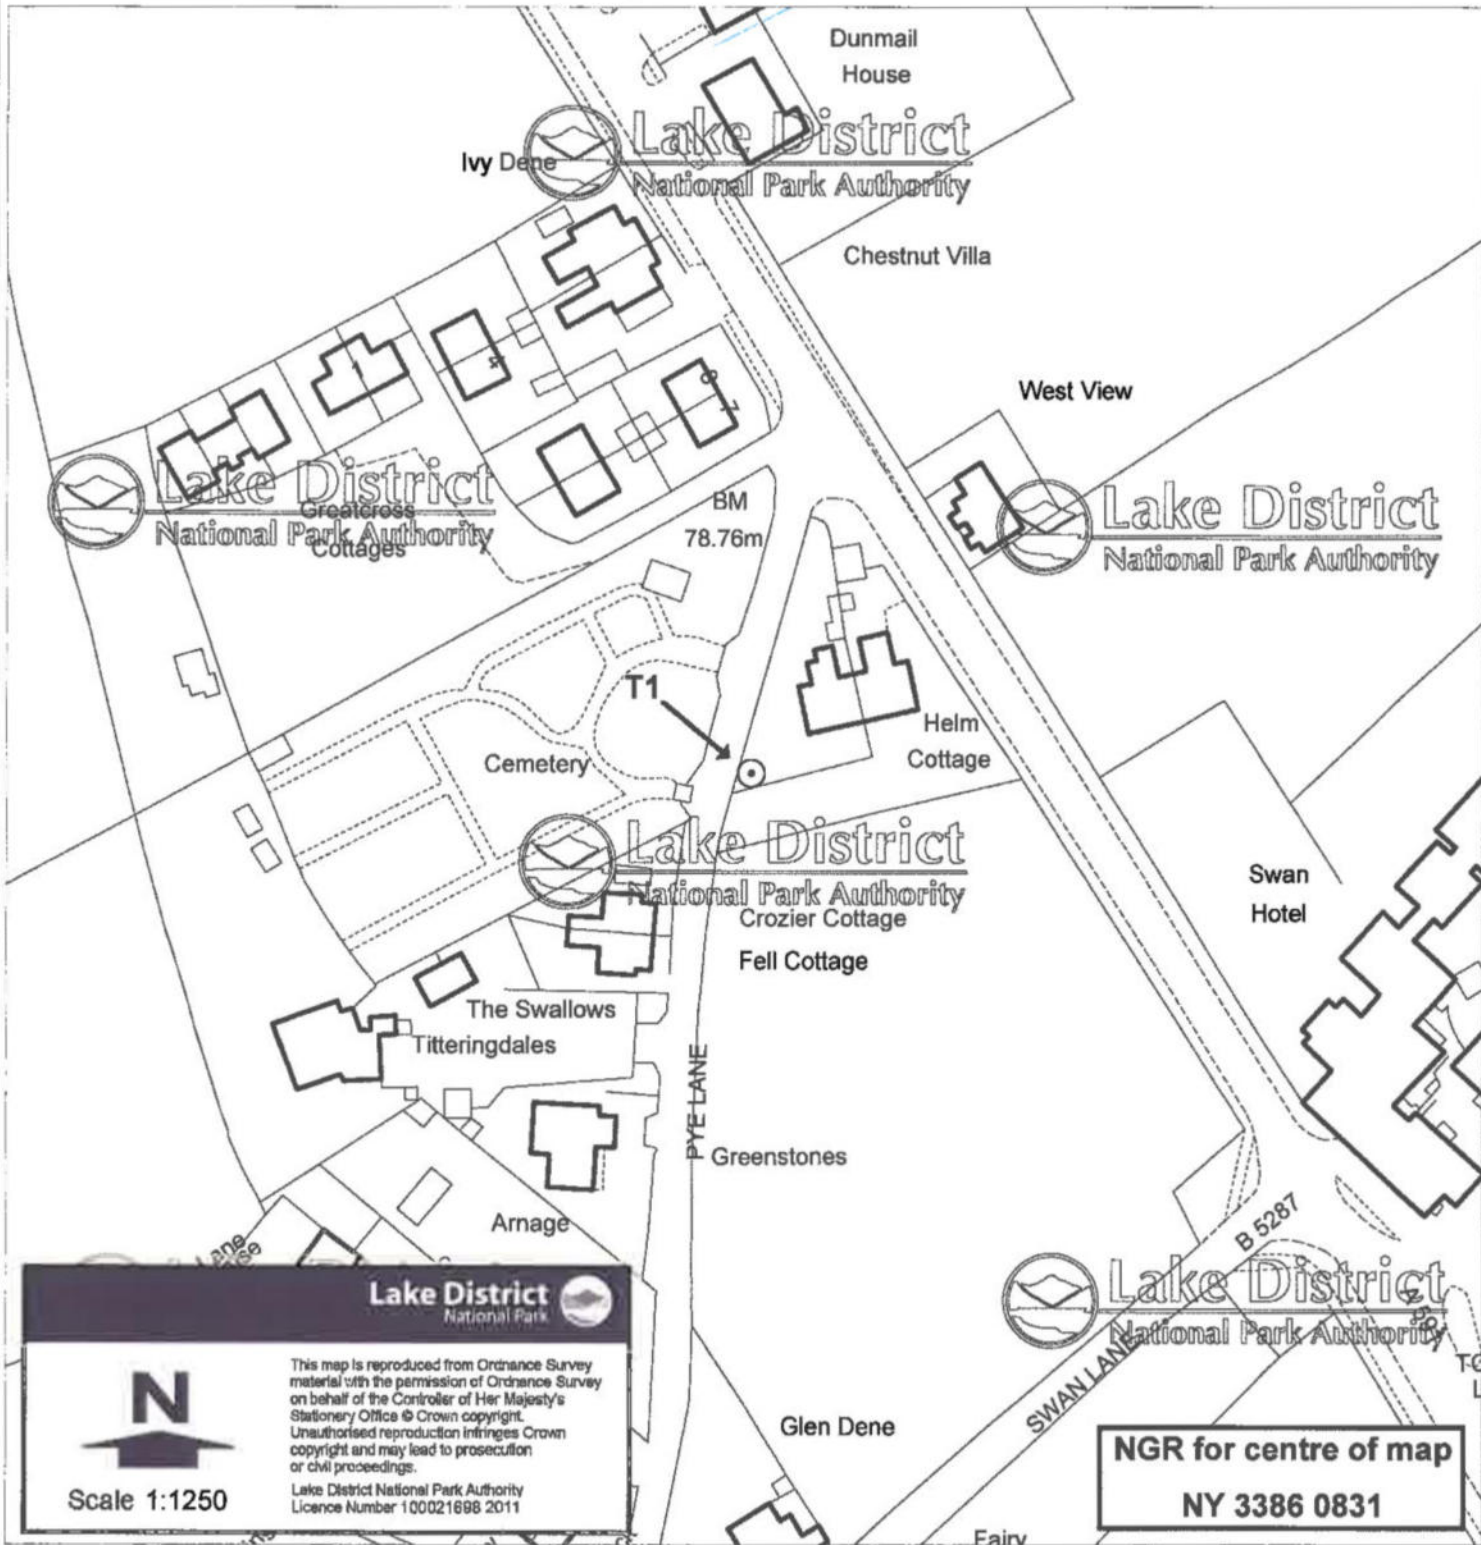 Dunmail
House
Lake District
National Park Authority
Ivy Dene
Chestnut Villa
1
4
8
7
West View
Lake District
National Park Authority
Greatcross
Cottages
BM
78.76m
Lake District
National Park Authority
T1
Helm
Cottage
Cemetery
Lake District
National Park Authority
Swan
Hotel
Crozier Cottage
Fell Cottage
The Swallows
Titteringdales
PYE LANE
Greenstones
Arnage
Lane
B 5287
Lake District
National Park Authority
A 591
SWAN LANE
Glen Dene
Fairy
Lake District
National Park
N
Scale 1:1250
This map is reproduced from Ordnance Survey
material with the permission of Ordnance Survey
on behalf of the Controller of Her Majesty's
Stationery Office © Crown copyright.
Unauthorised reproduction infringes Crown
copyright and may lead to prosecution
or civil proceedings.
Lake District National Park Authority
Licence Number 100021698 2011
NGR for centre of map
NY 3386 0831